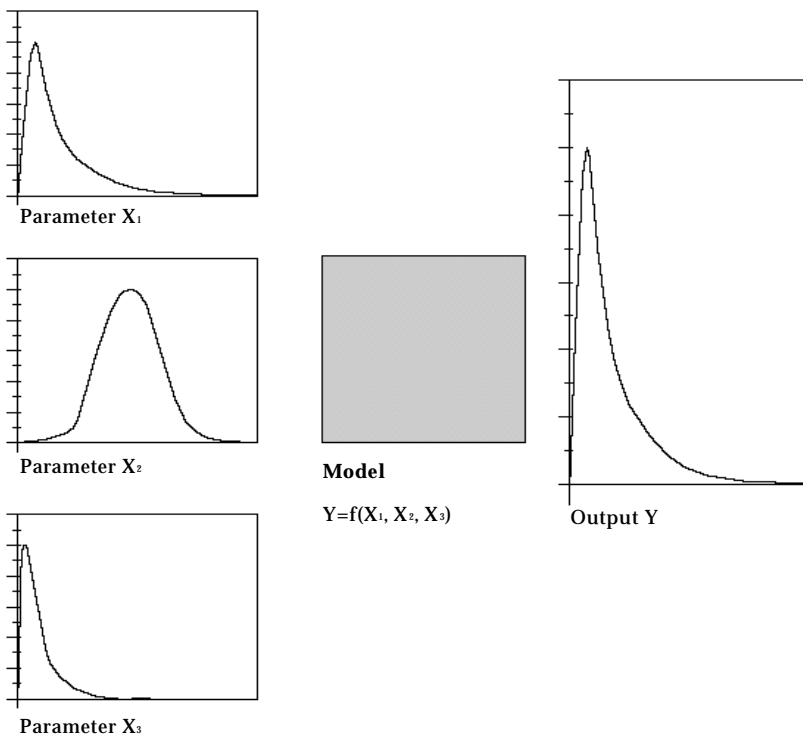 Parameter X₁
Parameter X₂
Model
Y=f(X₁, X₂, X₃)
Output Y
Parameter X₃